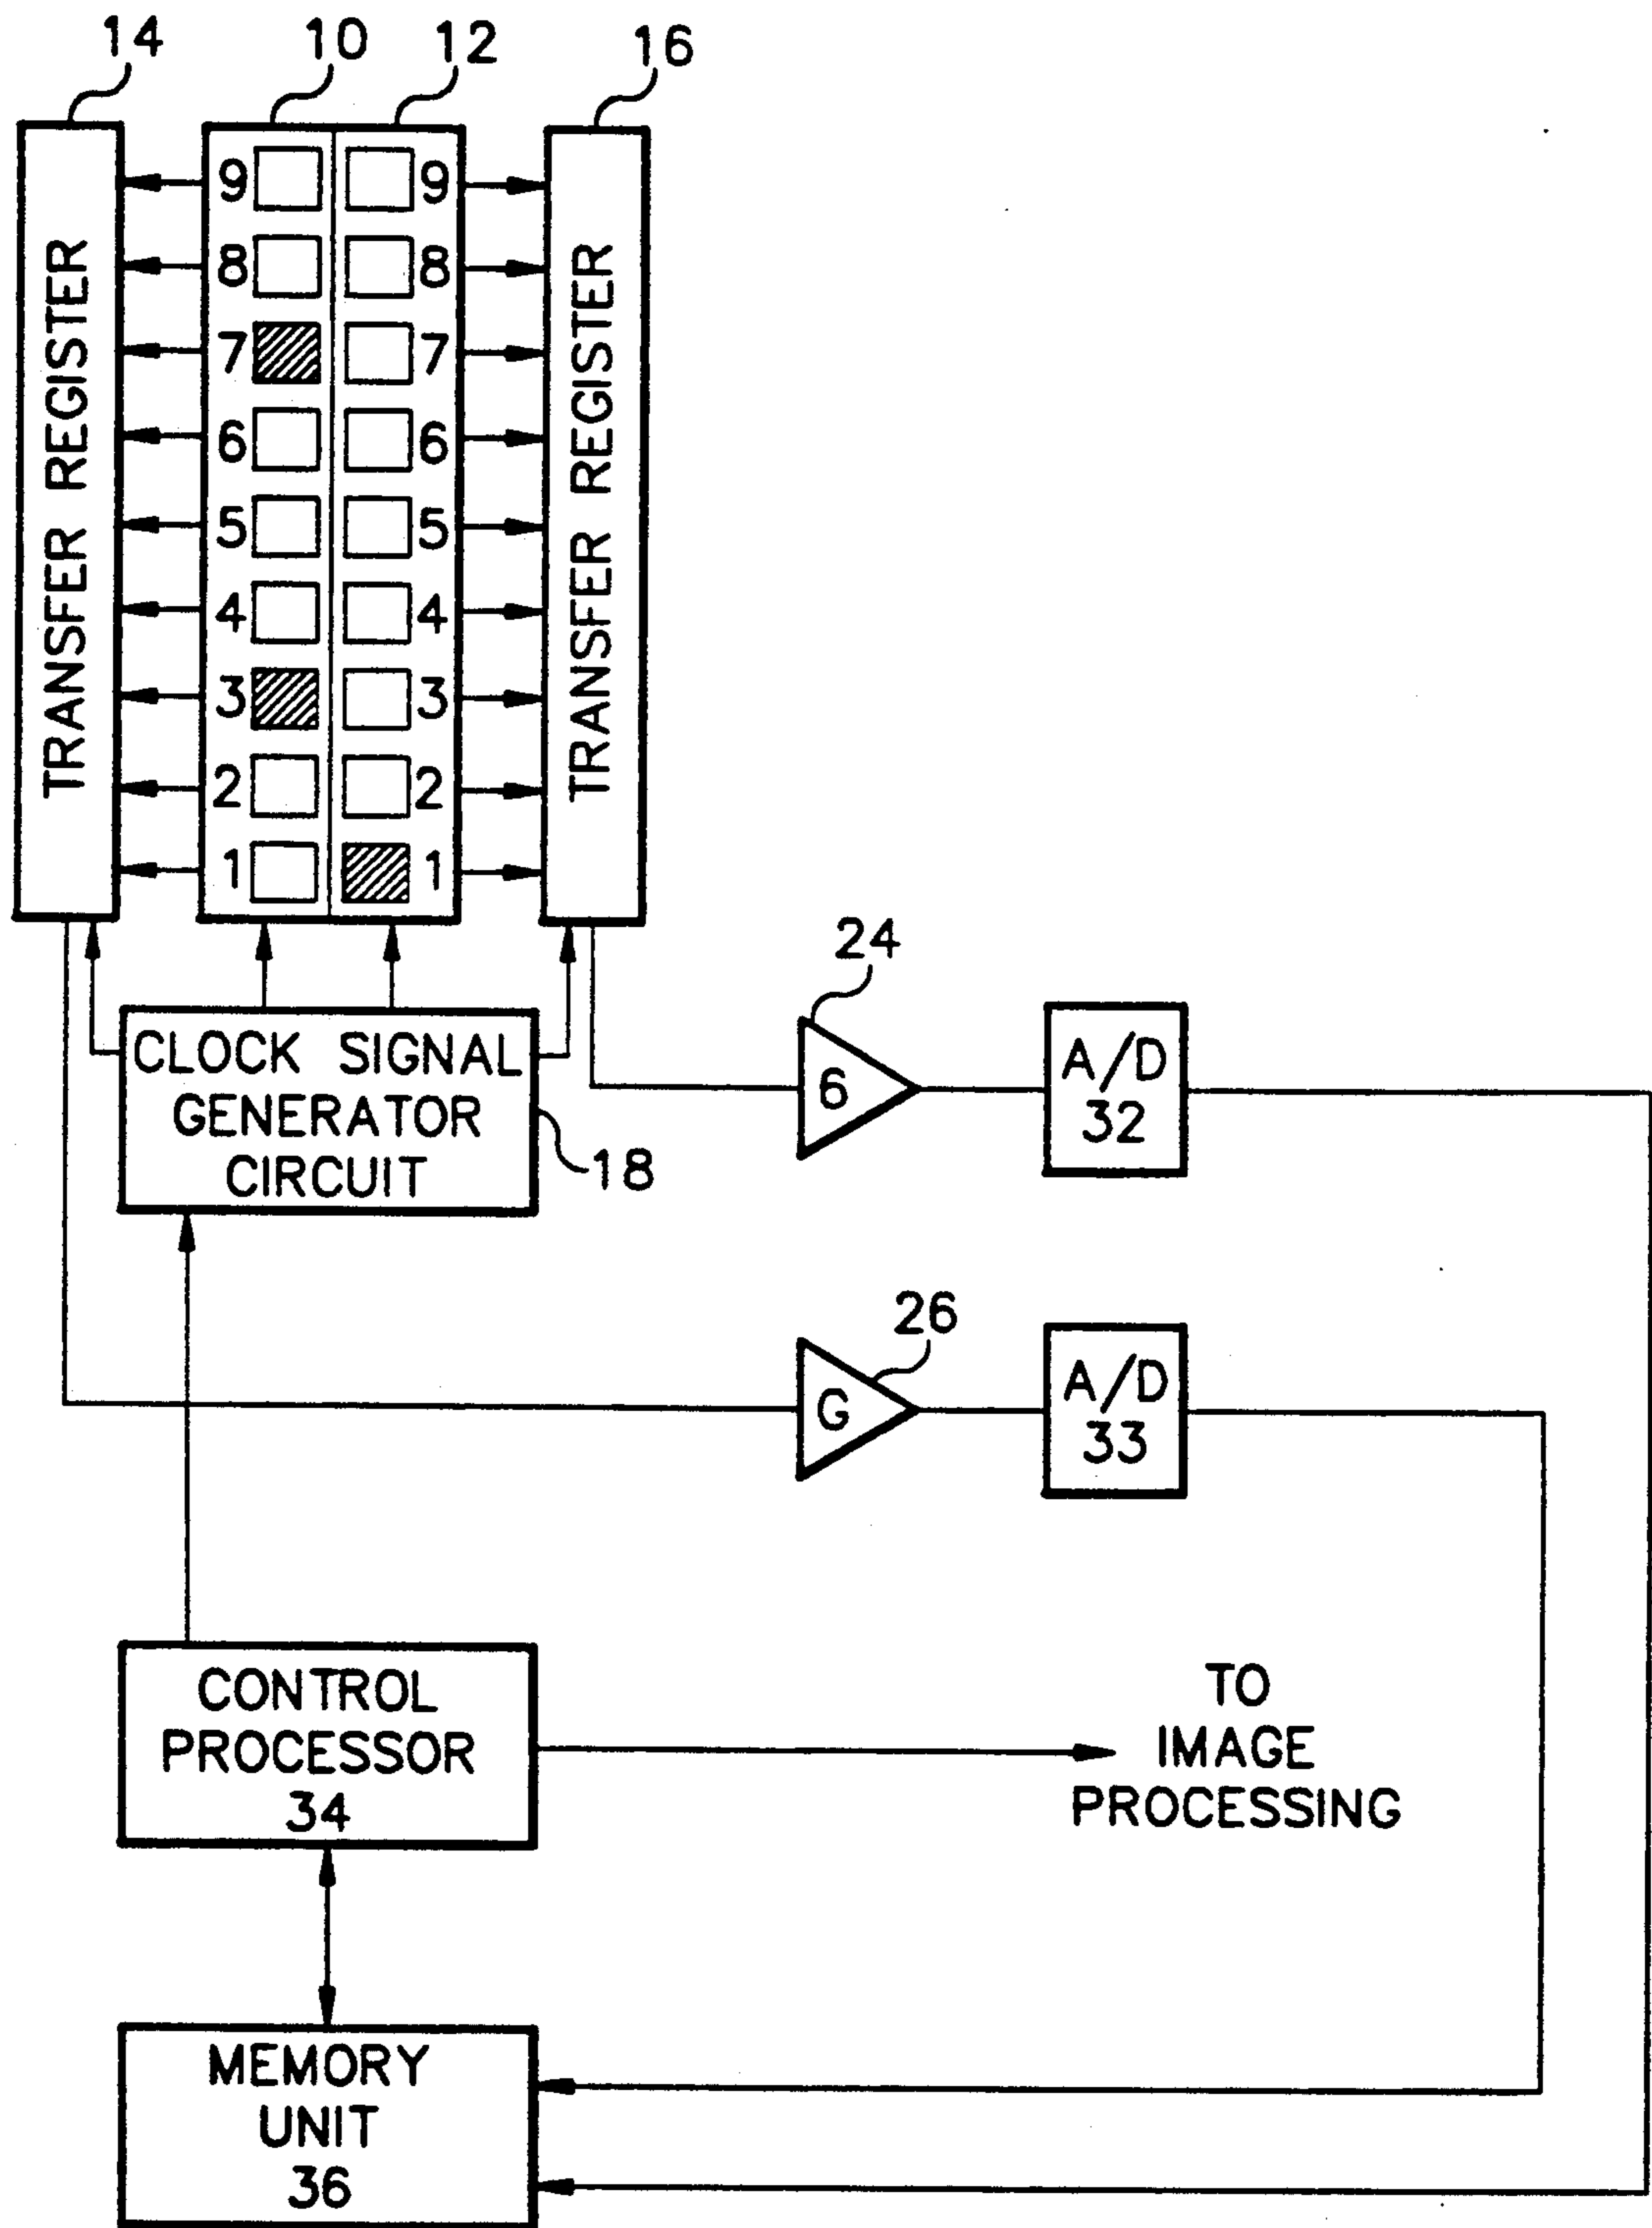 14 10 12 16
9 9
8 8
7 7
6 6
5 5
4 4
3 3
2 2
1 1
TRANSFER REGISTER
TRANSFER REGISTER
CLOCK SIGNAL
GENERATOR
CIRCUIT
18
24
6
A/D
32
26
G
A/D
33
CONTROL
PROCESSOR
34
TO
IMAGE
PROCESSING
MEMORY
UNIT
36